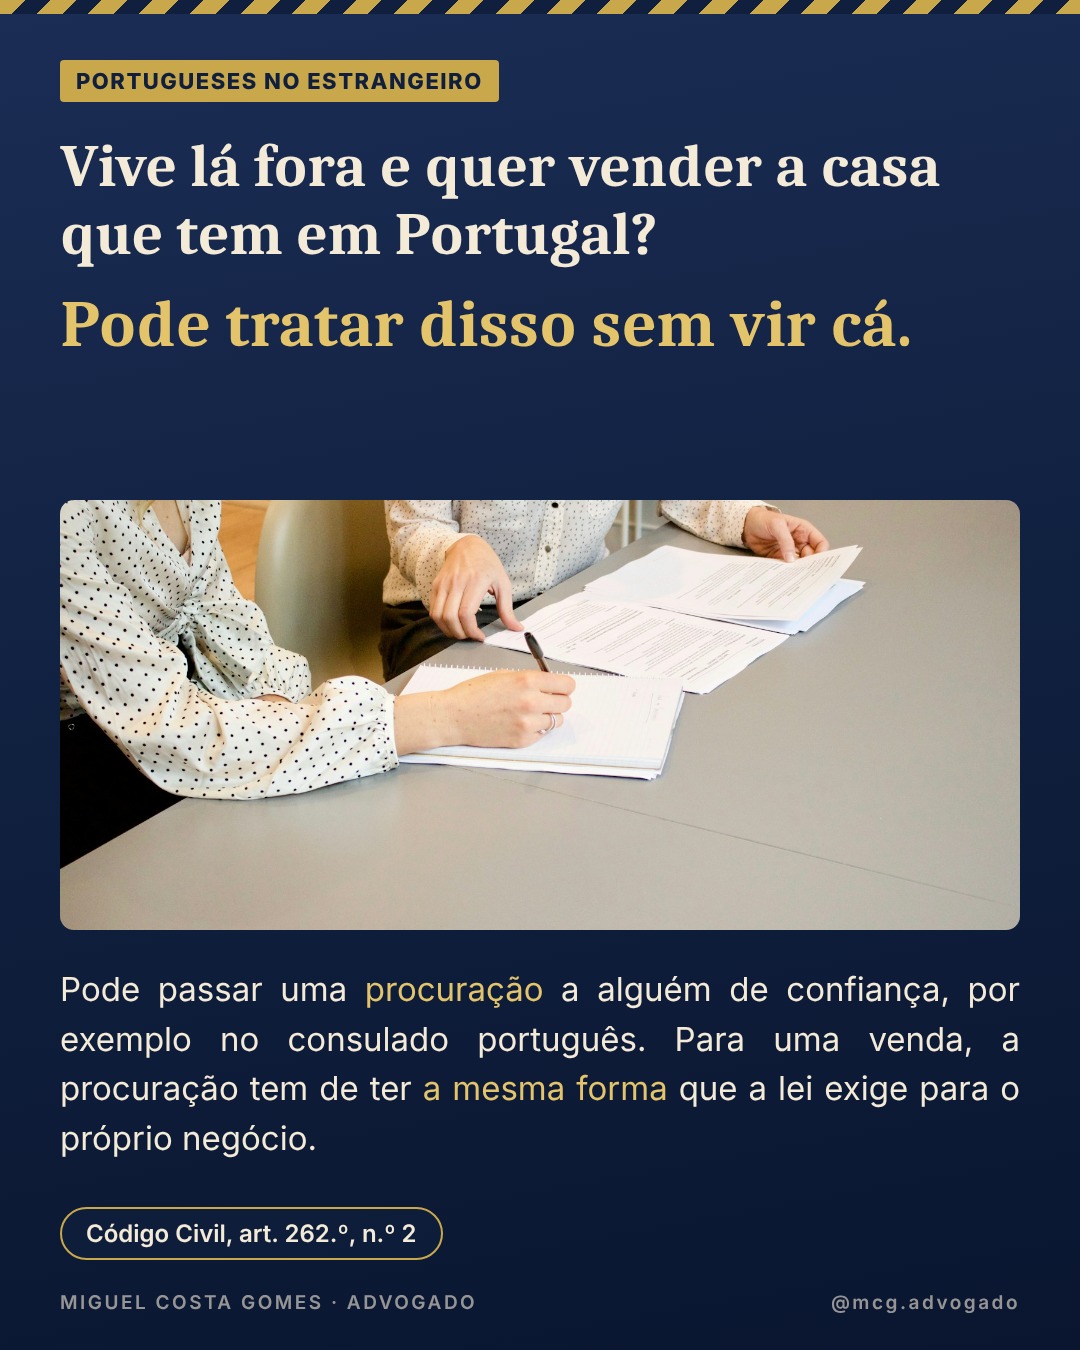 PORTUGUESES NO ESTRANGEIRO
Vive lá fora e quer vender a casa
que tem em Portugal?
Pode tratar disso sem vir cá.
Pode passar uma procuração a alguém de confiança, por
exemplo no consulado português. Para uma venda, a
procuração tem de ter a mesma forma que a lei exige para o
próprio negócio.
Código Civil, art. 262.º, n.º 2
MIGUEL COSTA GOMES · ADVOGADO
@mcg.advogado